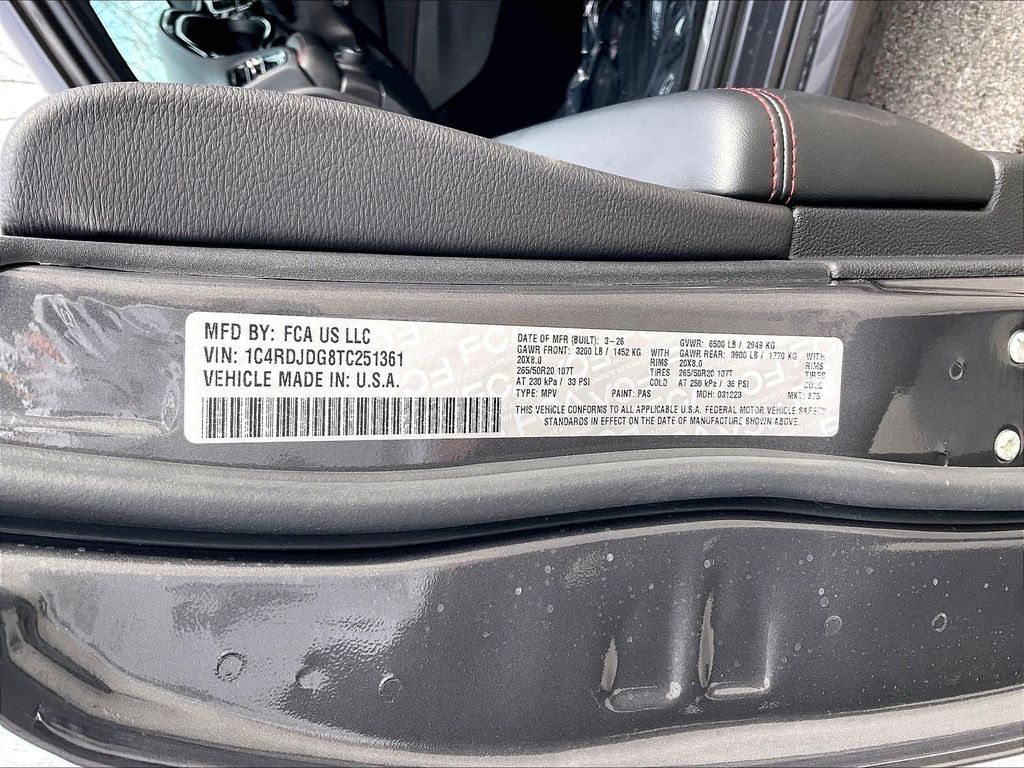 MFD BY: FCA US LLC
VIN: 1C4RDJDG8TC251361
VEHICLE MADE IN: U.S.A.
DATE OF MFR (BUILT): 3-26 GVWR: 6500 LB / 2949 KG
GAWR FRONT: 3200 LB / 1452 KG WITH GAWR REAR: 3900 LB / 1770 KG WITH
20X8.0 RIMS 20X8.0 RIMS
265/50R20 107T TIRES 265/50R20 107T TIRES
AT 230 kPa / 33 PSI COLD AT 250 kPa / 36 PSI COLD
TYPE: MPV PAINT: PAS MDH: 031223 MKT: 875
THIS VEHICLE CONFORMS TO ALL APPLICABLE U.S.A. FEDERAL MOTOR VEHICLE SAFETY
STANDARDS IN EFFECT ON THE DATE OF MANUFACTURE SHOWN ABOVE.